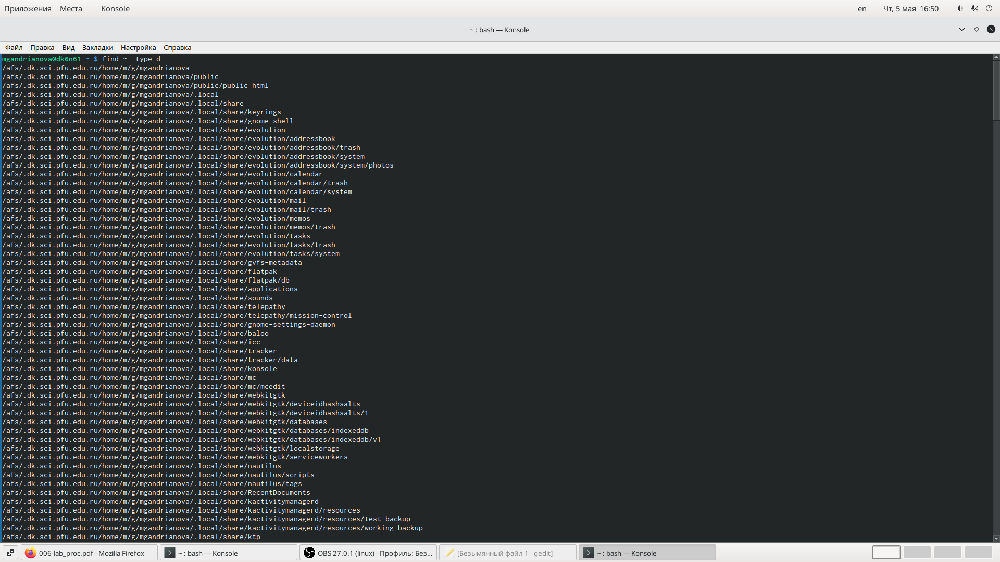 Приложения Места Konsole en Чт, 5 мая 16:50
~ : bash — Konsole
Файл Правка Вид Закладки Настройка Справка
mgandrianova@dk6n61 ~ $ find ~ -type d
/afs/.dk.sci.pfu.edu.ru/home/m/g/mgandrianova
/afs/.dk.sci.pfu.edu.ru/home/m/g/mgandrianova/public
/afs/.dk.sci.pfu.edu.ru/home/m/g/mgandrianova/public/public_html
/afs/.dk.sci.pfu.edu.ru/home/m/g/mgandrianova/.local
/afs/.dk.sci.pfu.edu.ru/home/m/g/mgandrianova/.local/share
/afs/.dk.sci.pfu.edu.ru/home/m/g/mgandrianova/.local/share/keyrings
/afs/.dk.sci.pfu.edu.ru/home/m/g/mgandrianova/.local/share/gnome-shell
/afs/.dk.sci.pfu.edu.ru/home/m/g/mgandrianova/.local/share/evolution
/afs/.dk.sci.pfu.edu.ru/home/m/g/mgandrianova/.local/share/evolution/addressbook
/afs/.dk.sci.pfu.edu.ru/home/m/g/mgandrianova/.local/share/evolution/addressbook/trash
/afs/.dk.sci.pfu.edu.ru/home/m/g/mgandrianova/.local/share/evolution/addressbook/system
/afs/.dk.sci.pfu.edu.ru/home/m/g/mgandrianova/.local/share/evolution/addressbook/system/photos
/afs/.dk.sci.pfu.edu.ru/home/m/g/mgandrianova/.local/share/evolution/calendar
/afs/.dk.sci.pfu.edu.ru/home/m/g/mgandrianova/.local/share/evolution/calendar/trash
/afs/.dk.sci.pfu.edu.ru/home/m/g/mgandrianova/.local/share/evolution/calendar/system
/afs/.dk.sci.pfu.edu.ru/home/m/g/mgandrianova/.local/share/evolution/mail
/afs/.dk.sci.pfu.edu.ru/home/m/g/mgandrianova/.local/share/evolution/mail/trash
/afs/.dk.sci.pfu.edu.ru/home/m/g/mgandrianova/.local/share/evolution/memos
/afs/.dk.sci.pfu.edu.ru/home/m/g/mgandrianova/.local/share/evolution/memos/trash
/afs/.dk.sci.pfu.edu.ru/home/m/g/mgandrianova/.local/share/evolution/tasks
/afs/.dk.sci.pfu.edu.ru/home/m/g/mgandrianova/.local/share/evolution/tasks/trash
/afs/.dk.sci.pfu.edu.ru/home/m/g/mgandrianova/.local/share/evolution/tasks/system
/afs/.dk.sci.pfu.edu.ru/home/m/g/mgandrianova/.local/share/gvfs-metadata
/afs/.dk.sci.pfu.edu.ru/home/m/g/mgandrianova/.local/share/flatpak
/afs/.dk.sci.pfu.edu.ru/home/m/g/mgandrianova/.local/share/flatpak/db
/afs/.dk.sci.pfu.edu.ru/home/m/g/mgandrianova/.local/share/applications
/afs/.dk.sci.pfu.edu.ru/home/m/g/mgandrianova/.local/share/sounds
/afs/.dk.sci.pfu.edu.ru/home/m/g/mgandrianova/.local/share/telepathy
/afs/.dk.sci.pfu.edu.ru/home/m/g/mgandrianova/.local/share/telepathy/mission-control
/afs/.dk.sci.pfu.edu.ru/home/m/g/mgandrianova/.local/share/gnome-settings-daemon
/afs/.dk.sci.pfu.edu.ru/home/m/g/mgandrianova/.local/share/baloo
/afs/.dk.sci.pfu.edu.ru/home/m/g/mgandrianova/.local/share/icc
/afs/.dk.sci.pfu.edu.ru/home/m/g/mgandrianova/.local/share/tracker
/afs/.dk.sci.pfu.edu.ru/home/m/g/mgandrianova/.local/share/tracker/data
/afs/.dk.sci.pfu.edu.ru/home/m/g/mgandrianova/.local/share/konsole
/afs/.dk.sci.pfu.edu.ru/home/m/g/mgandrianova/.local/share/mc
/afs/.dk.sci.pfu.edu.ru/home/m/g/mgandrianova/.local/share/mc/mcedit
/afs/.dk.sci.pfu.edu.ru/home/m/g/mgandrianova/.local/share/webkitgtk
/afs/.dk.sci.pfu.edu.ru/home/m/g/mgandrianova/.local/share/webkitgtk/deviceidhashsalts
/afs/.dk.sci.pfu.edu.ru/home/m/g/mgandrianova/.local/share/webkitgtk/deviceidhashsalts/1
/afs/.dk.sci.pfu.edu.ru/home/m/g/mgandrianova/.local/share/webkitgtk/databases
/afs/.dk.sci.pfu.edu.ru/home/m/g/mgandrianova/.local/share/webkitgtk/databases/indexeddb
/afs/.dk.sci.pfu.edu.ru/home/m/g/mgandrianova/.local/share/webkitgtk/databases/indexeddb/v1
/afs/.dk.sci.pfu.edu.ru/home/m/g/mgandrianova/.local/share/webkitgtk/localstorage
/afs/.dk.sci.pfu.edu.ru/home/m/g/mgandrianova/.local/share/webkitgtk/serviceworkers
/afs/.dk.sci.pfu.edu.ru/home/m/g/mgandrianova/.local/share/nautilus
/afs/.dk.sci.pfu.edu.ru/home/m/g/mgandrianova/.local/share/nautilus/scripts
/afs/.dk.sci.pfu.edu.ru/home/m/g/mgandrianova/.local/share/nautilus/tags
/afs/.dk.sci.pfu.edu.ru/home/m/g/mgandrianova/.local/share/RecentDocuments
/afs/.dk.sci.pfu.edu.ru/home/m/g/mgandrianova/.local/share/kactivitymanagerd
/afs/.dk.sci.pfu.edu.ru/home/m/g/mgandrianova/.local/share/kactivitymanagerd/resources
/afs/.dk.sci.pfu.edu.ru/home/m/g/mgandrianova/.local/share/kactivitymanagerd/resources/test-backup
/afs/.dk.sci.pfu.edu.ru/home/m/g/mgandrianova/.local/share/kactivitymanagerd/resources/working-backup
/afs/.dk.sci.pfu.edu.ru/home/m/g/mgandrianova/.local/share/ktp
006-lab_proc.pdf - Mozilla Firefox ~ : bash — Konsole OBS 27.0.1 (linux) - Профиль: Без... [Безымянный файл 1 - gedit] ~ : bash — Konsole